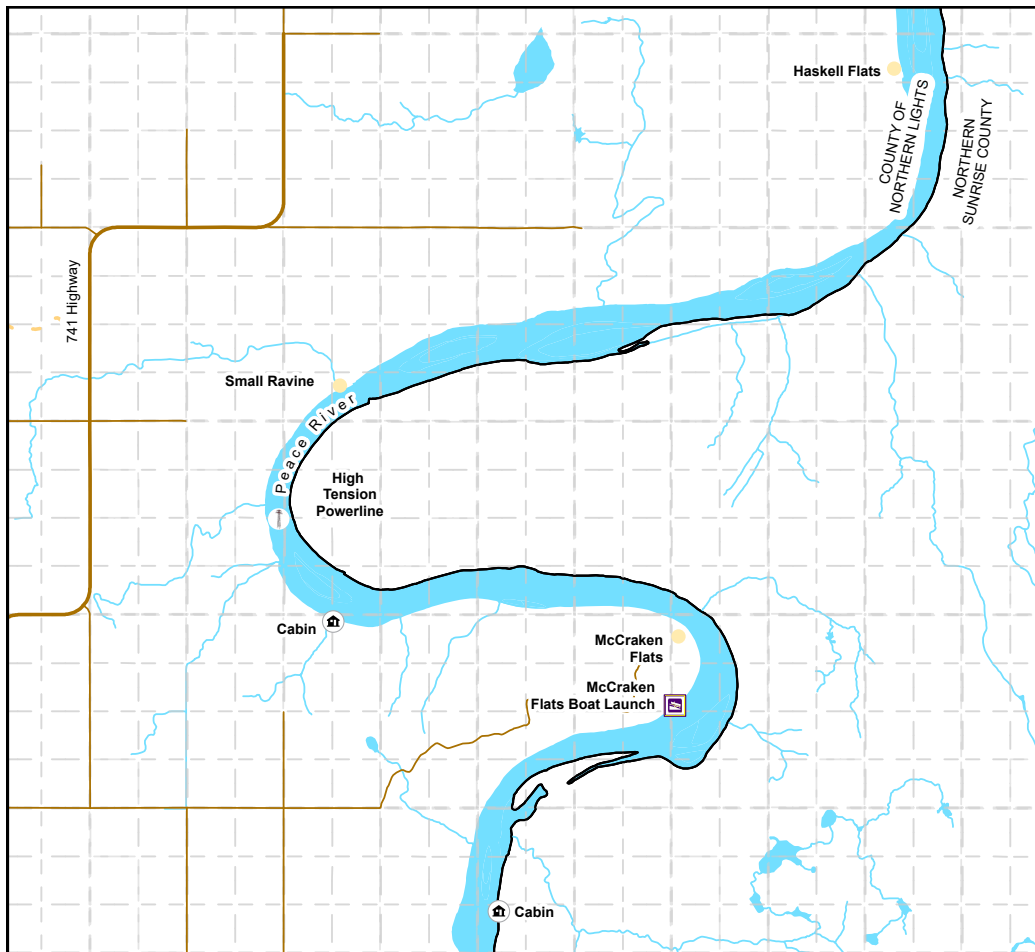 Haskell Flats
COUNTY OF
NORTHERN LIGHTS
NORTHERN
SUNRISE COUNTY
741 Highway
Small Ravine
Peace River
High
Tension
Powerline
Cabin
McCraken
Flats
McCraken
Flats Boat Launch
Cabin